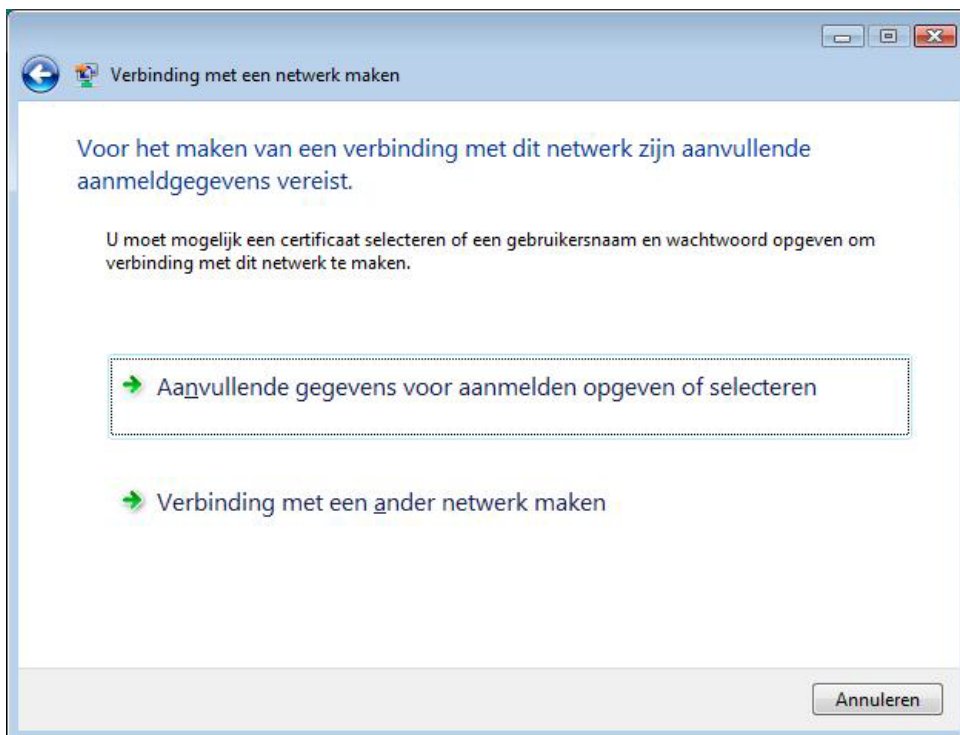 Verbinding met een netwerk maken
Voor het maken van een verbinding met dit netwerk zijn aanvullende
aanmeldgegevens vereist.
U moet mogelijk een certificaat selecteren of een gebruikersnaam en wachtwoord opgeven om
verbinding met dit netwerk te maken.
Aanvullende gegevens voor aanmelden opgeven of selecteren
Verbinding met een ander netwerk maken
Annuleren